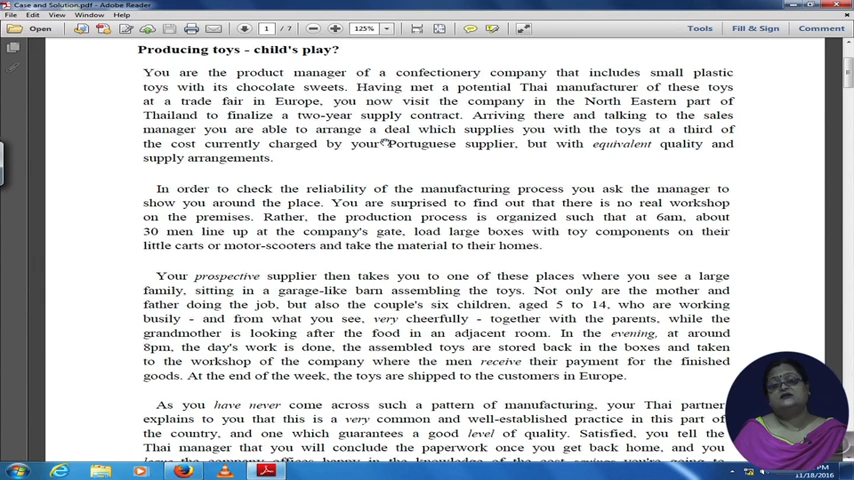 Case and Solution.pdf - Adobe Reader
File Edit View Window Help
Open 1 / 7 125% Tools Fill & Sign Comment
Producing toys - child's play?
You are the product manager of a confectionery company that includes small plastic
toys with its chocolate sweets. Having met a potential Thai manufacturer of these toys
at a trade fair in Europe, you now visit the company in the North Eastern part of
Thailand to finalize a two-year supply contract. Arriving there and talking to the sales
manager you are able to arrange a deal which supplies you with the toys at a third of
the cost currently charged by your Portuguese supplier, but with equivalent quality and
supply arrangements.
In order to check the reliability of the manufacturing process you ask the manager to
show you around the place. You are surprised to find out that there is no real workshop
on the premises. Rather, the production process is organized such that at 6am, about
30 men line up at the company's gate, load large boxes with toy components on their
little carts or motor-scooters and take the material to their homes.
Your prospective supplier then takes you to one of these places where you see a large
family, sitting in a garage-like barn assembling the toys. Not only are the mother and
father doing the job, but also the couple's six children, aged 5 to 14, who are working
busily - and from what you see, very cheerfully - together with the parents, while the
grandmother is looking after the food in an adjacent room. In the evening, at around
8pm, the day's work is done, the assembled toys are stored back in the boxes and taken
to the workshop of the company where the men receive their payment for the finished
goods. At the end of the week, the toys are shipped to the customers in Europe.
As you have never come across such a pattern of manufacturing, your Thai partner
explains to you that this is a very common and well-established practice in this part of
the country, and one which guarantees a good level of quality. Satisfied, you tell the
Thai manager that you will conclude the paperwork once you get back home, and you
leave the company offices happy in the knowledge of the cost savings you're going to
11/18/2016